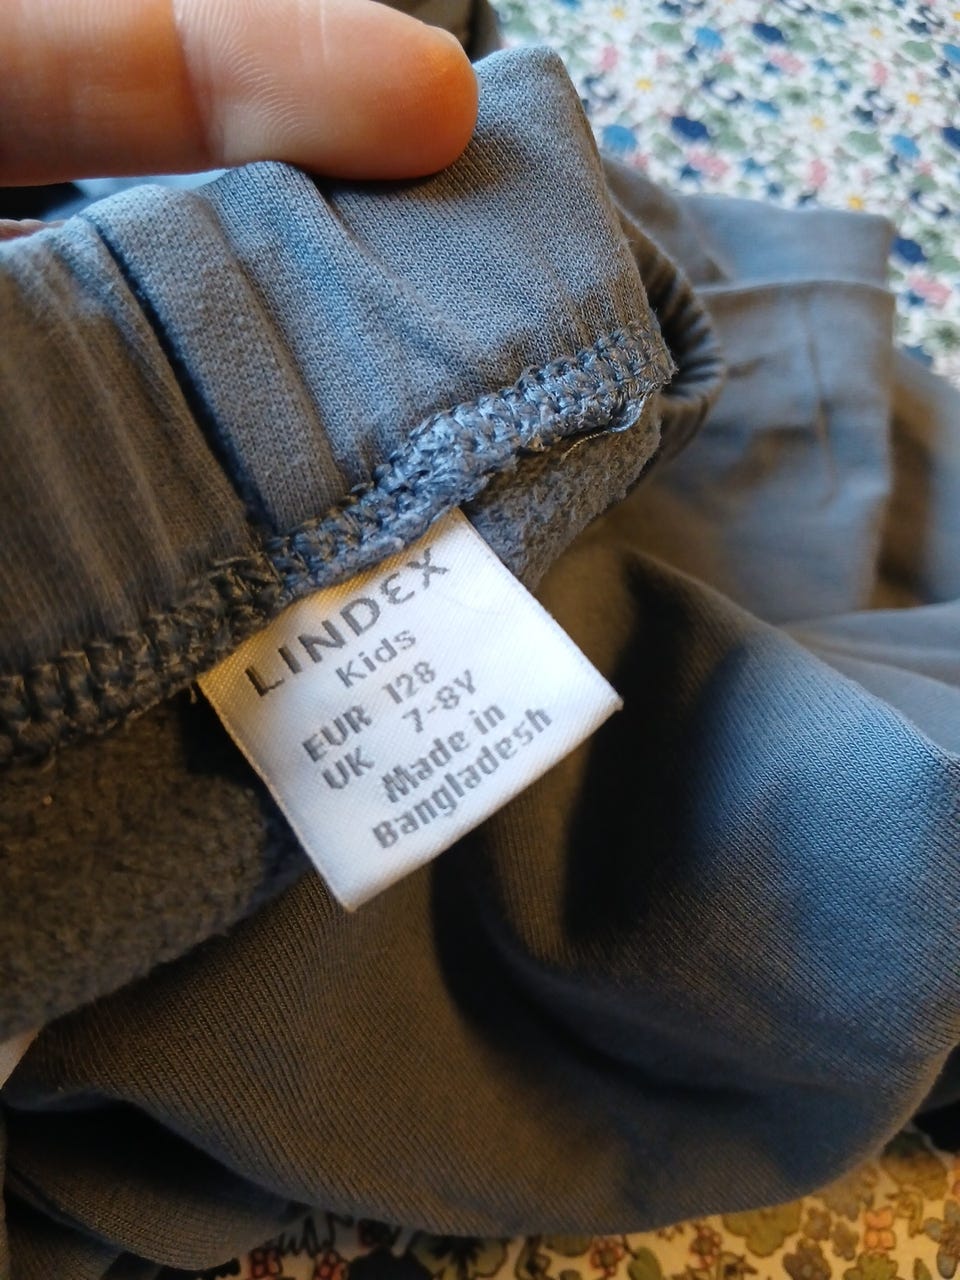 LINDEX
Kids
EUR 128
UK 7-8Y
Made in
Bangladesh